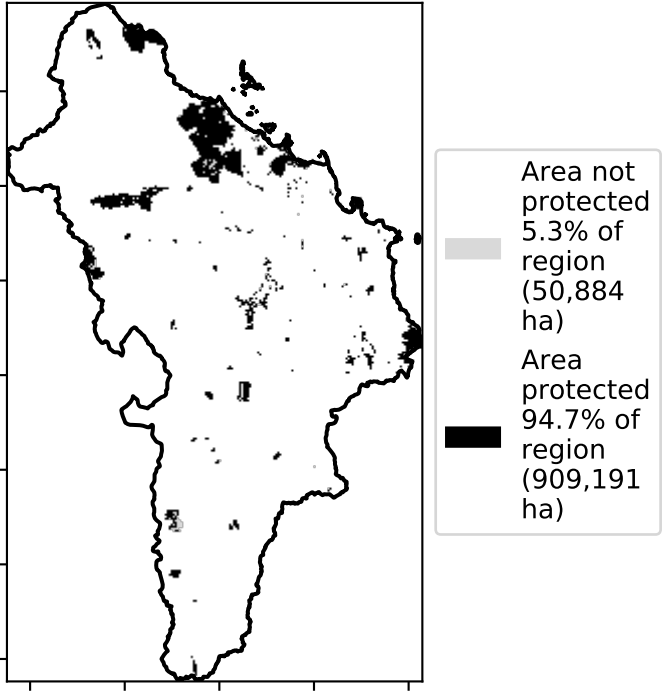 Area not
protected
5.3% of
region
(50,884
ha)
Area
protected
94.7% of
region
(909,191
ha)